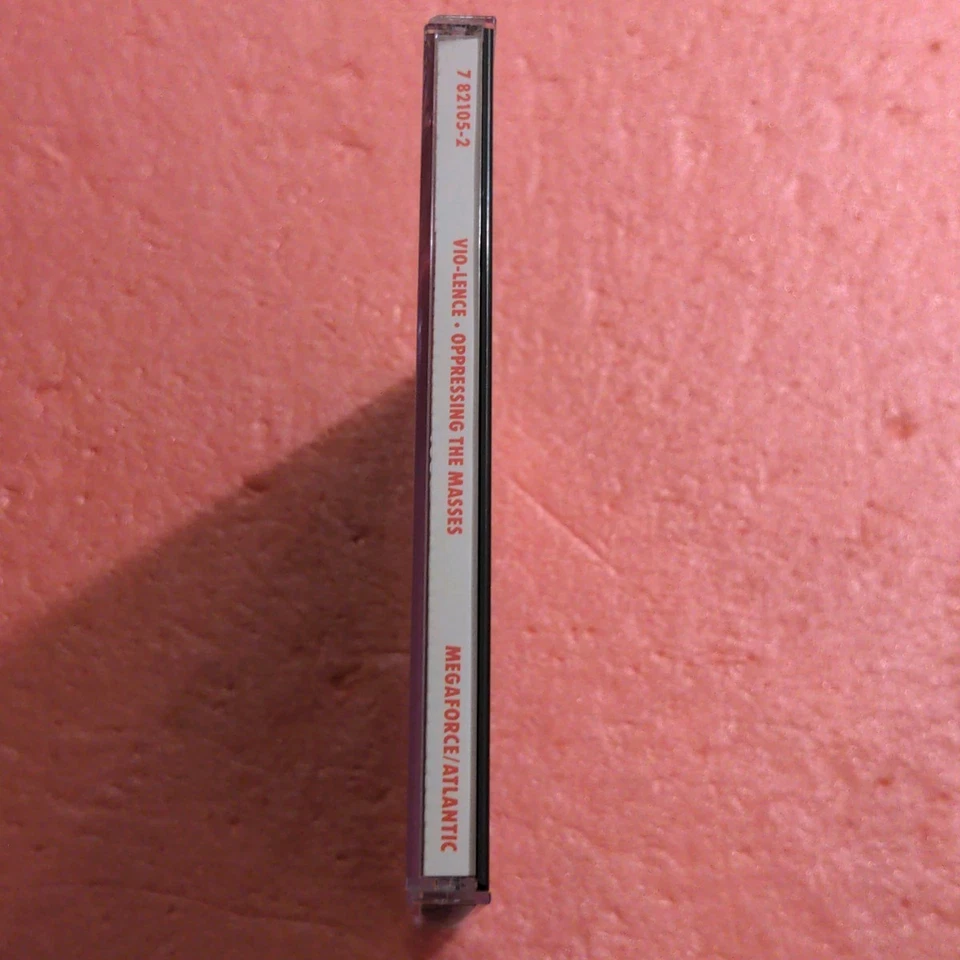 7 82105-2
VIO-LENCE • OPPRESSING THE MASSES
MEGAFORCE/ATLANTIC